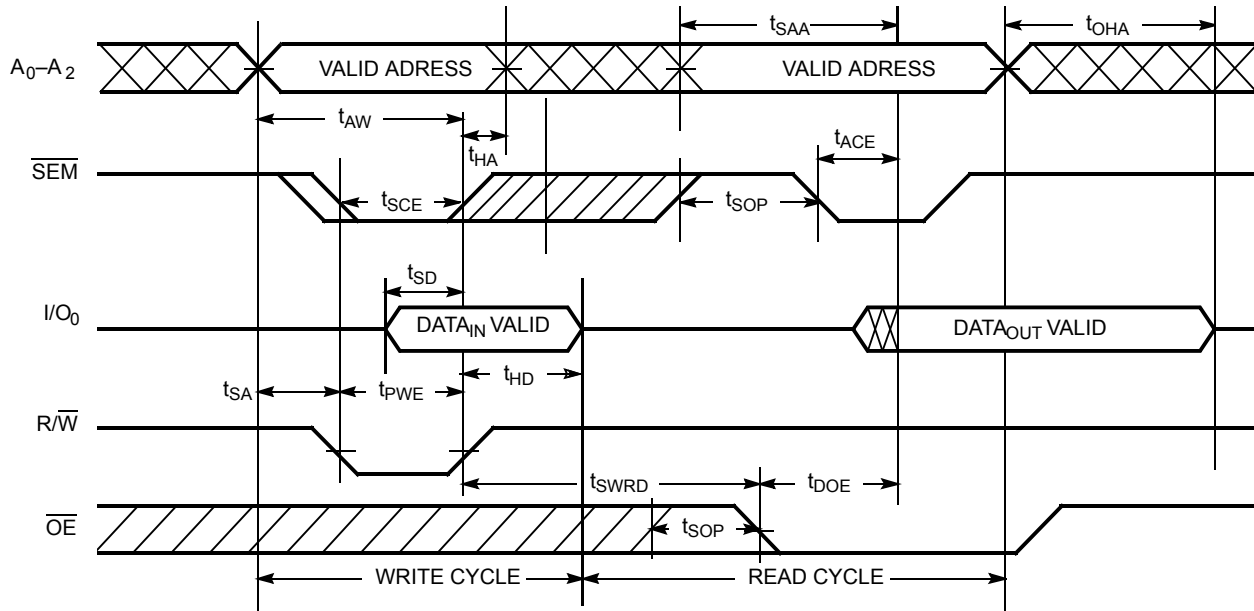 tSAA tOHA
A0–A2 VALID ADRESS VALID ADRESS
tAW
tHA tACE
SEM tSCE tSOP
tSD
I/O0 DATAIN VALID DATAOUT VALID
tSA tPWE tHD
R/W
tSWRD tDOE
OE tSOP
WRITE CYCLE READ CYCLE